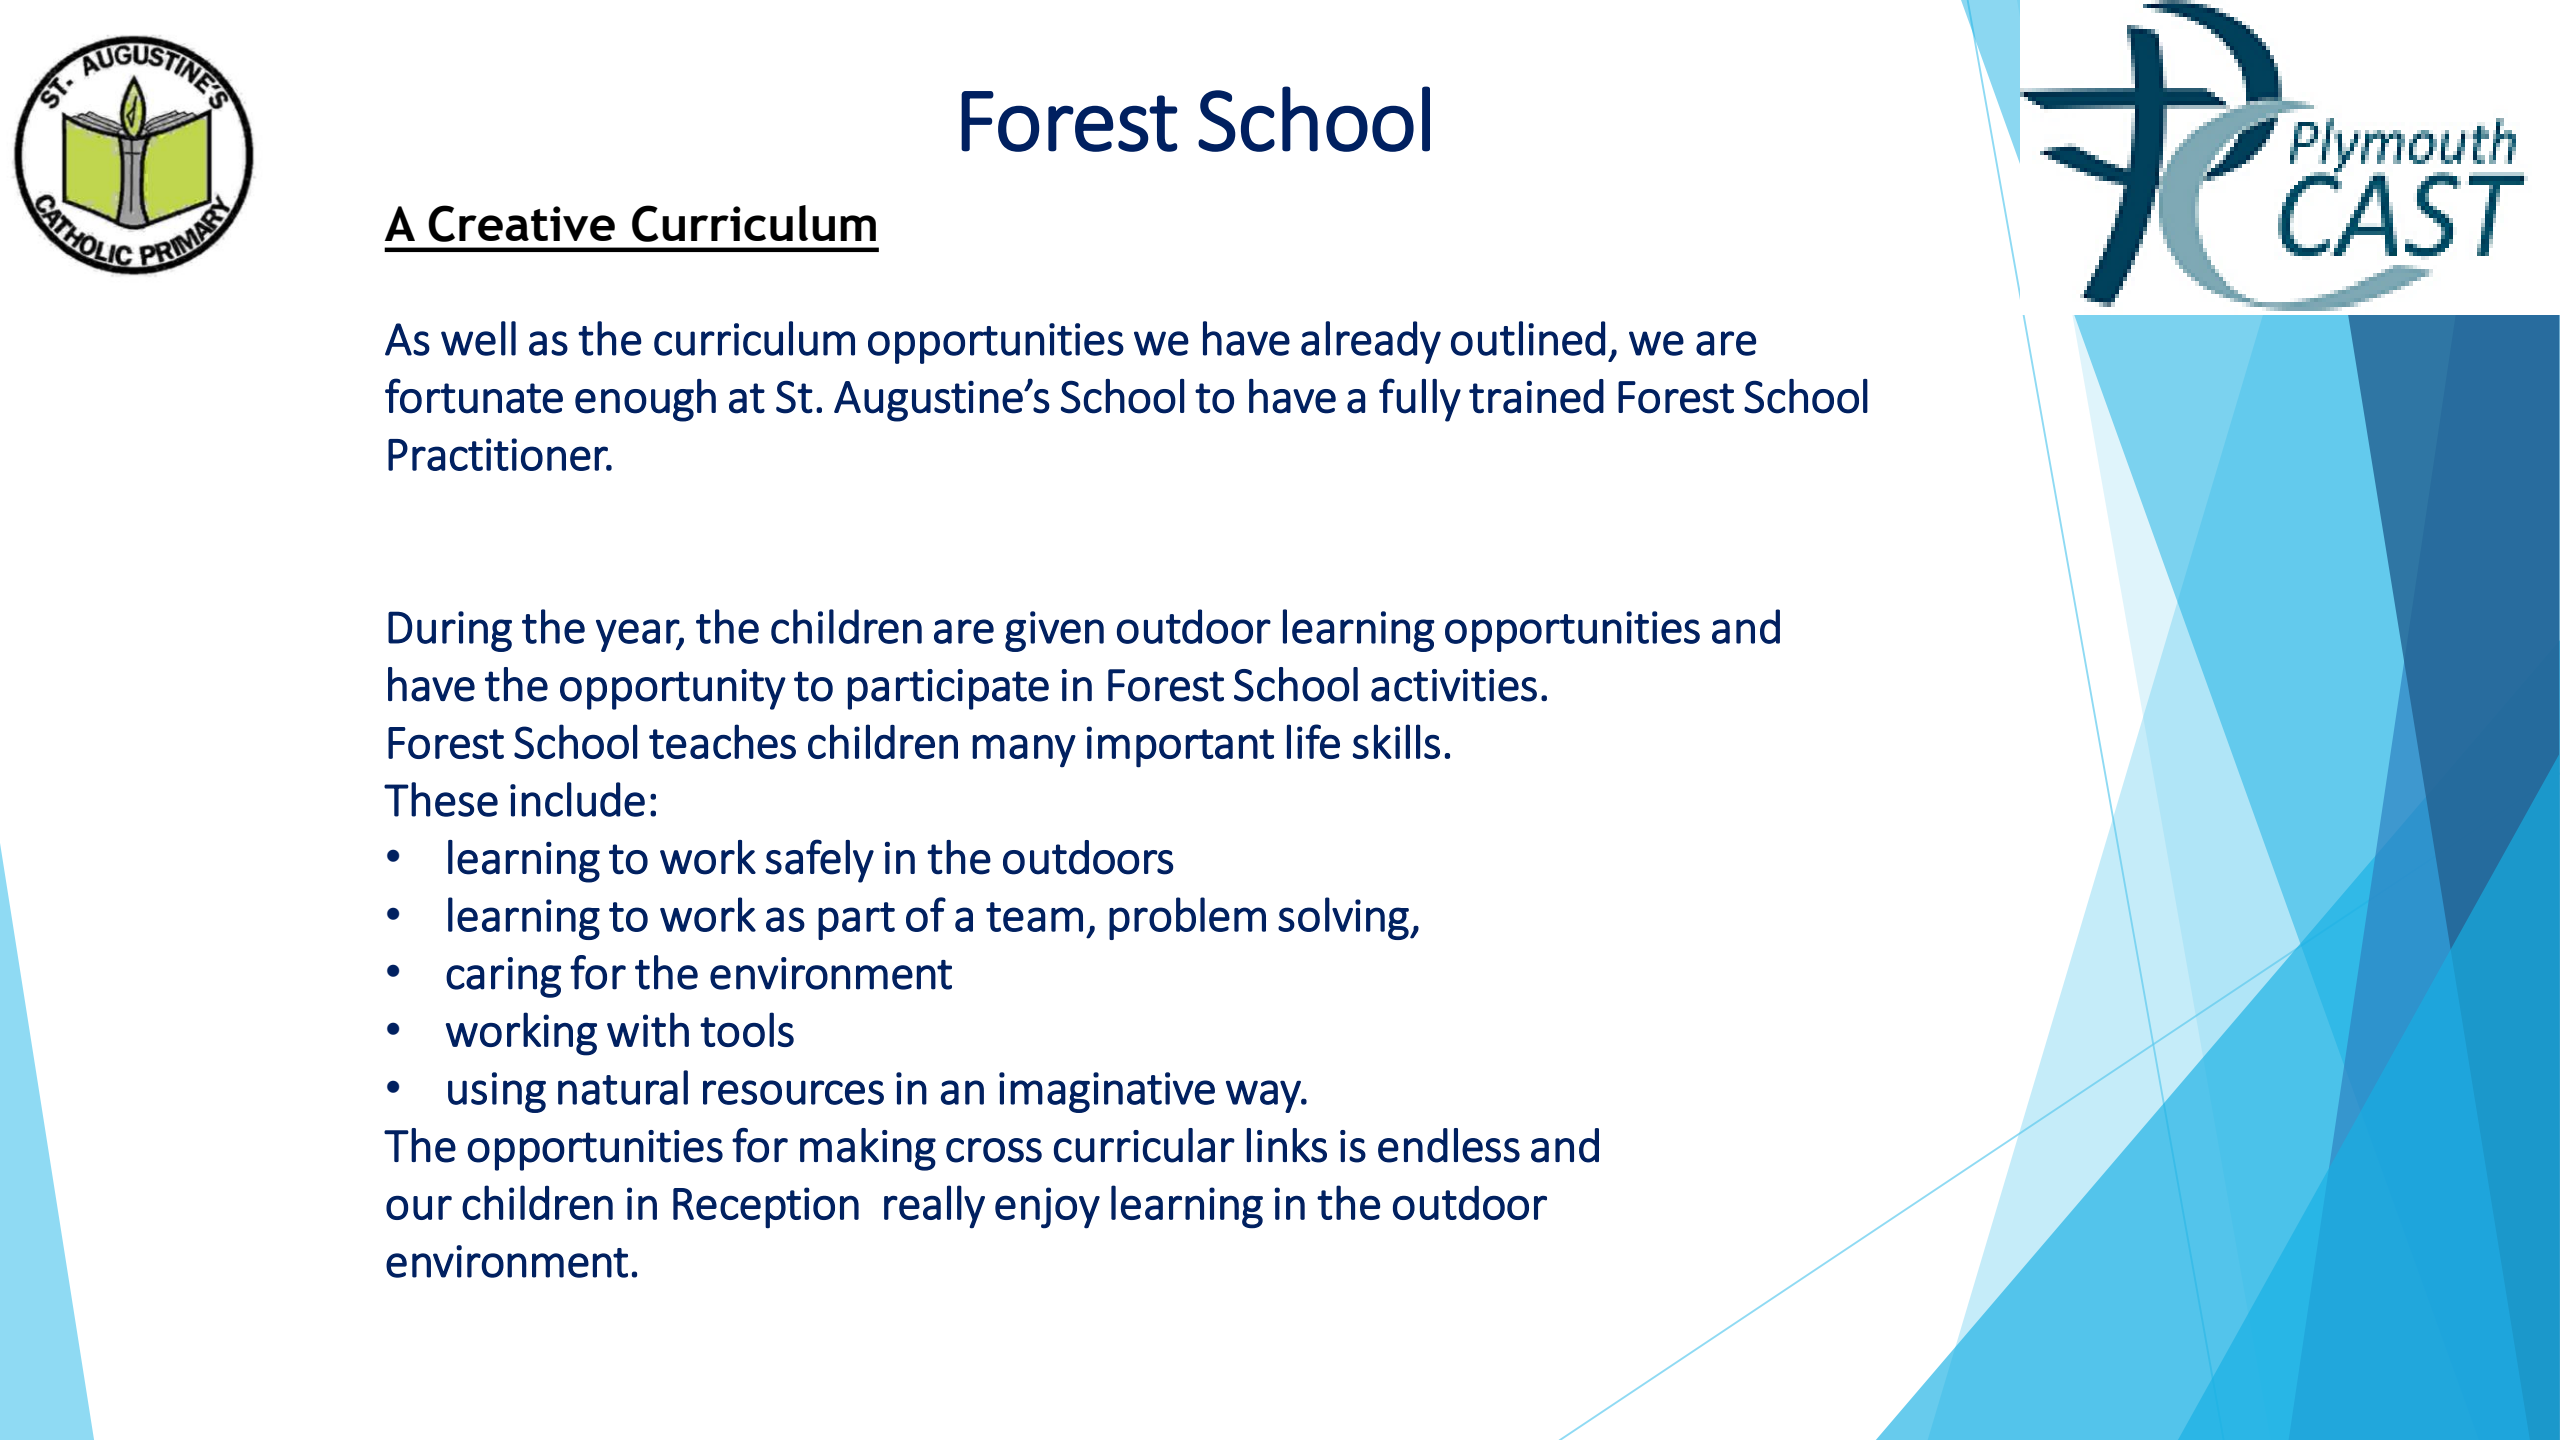 ST. AUGUSTINE'S
CATHOLIC PRIMARY
Forest School
Plymouth
CAST
A Creative Curriculum
As well as the curriculum opportunities we have already outlined, we are
fortunate enough at St. Augustine’s School to have a fully trained Forest School
Practitioner.
During the year, the children are given outdoor learning opportunities and
have the opportunity to participate in Forest School activities.
Forest School teaches children many important life skills.
These include:
• learning to work safely in the outdoors
• learning to work as part of a team, problem solving,
• caring for the environment
• working with tools
• using natural resources in an imaginative way.
The opportunities for making cross curricular links is endless and
our children in Reception  really enjoy learning in the outdoor
environment.